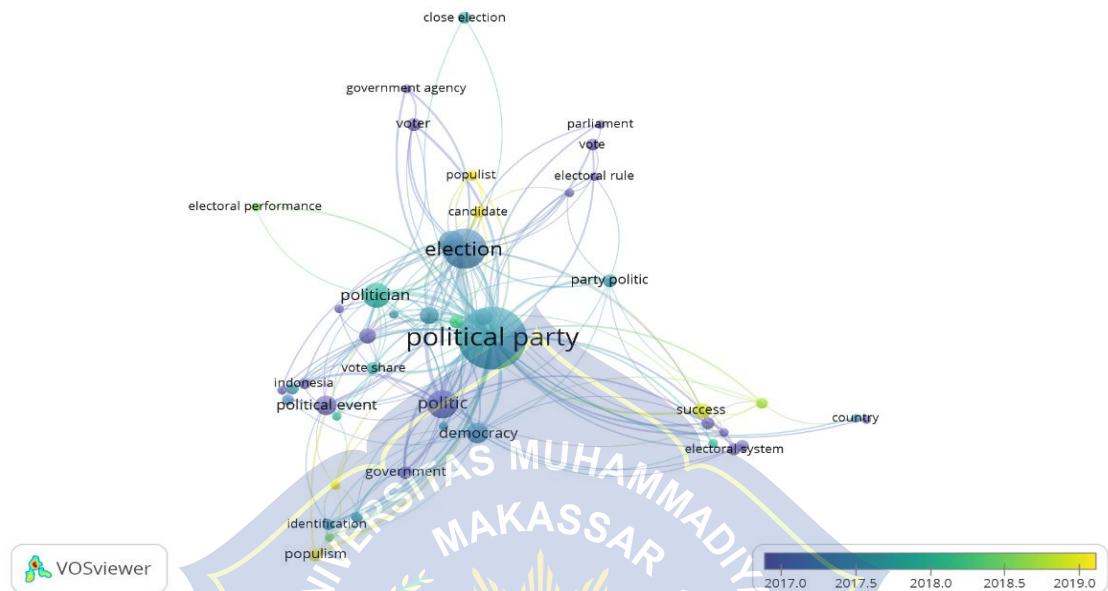 close election
government agency
voter
parliament
vote
populist
electoral rule
electoral performance
candidate
election
party politic
politician
political party
vote share
indonesia
political event
politic
success
country
democracy
electoral system
government
identification
populism
UNIVERSITAS MUHAMMADIY
MAKASSAR
VOSviewer
2017.0 2017.5 2018.0 2018.5 2019.0